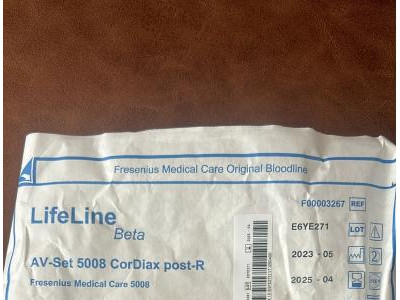 Fresenius Medical Care Original Bloodline
F00003267 REF
LifeLine
Beta
E6YE271 LOT
2023 - 05
AV-Set 5008 CorDiax post-R
2025 - 04
Fresenius Medical Care 5008